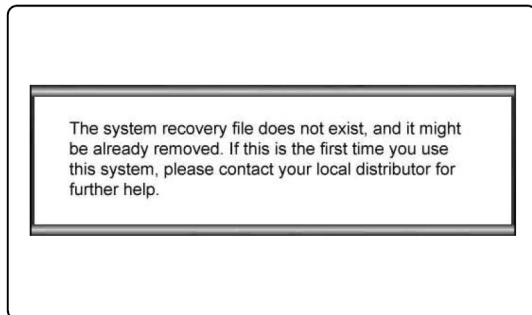 The system recovery file does not exist, and it might
be already removed. If this is the first time you use
this system, please contact your local distributor for
further help.